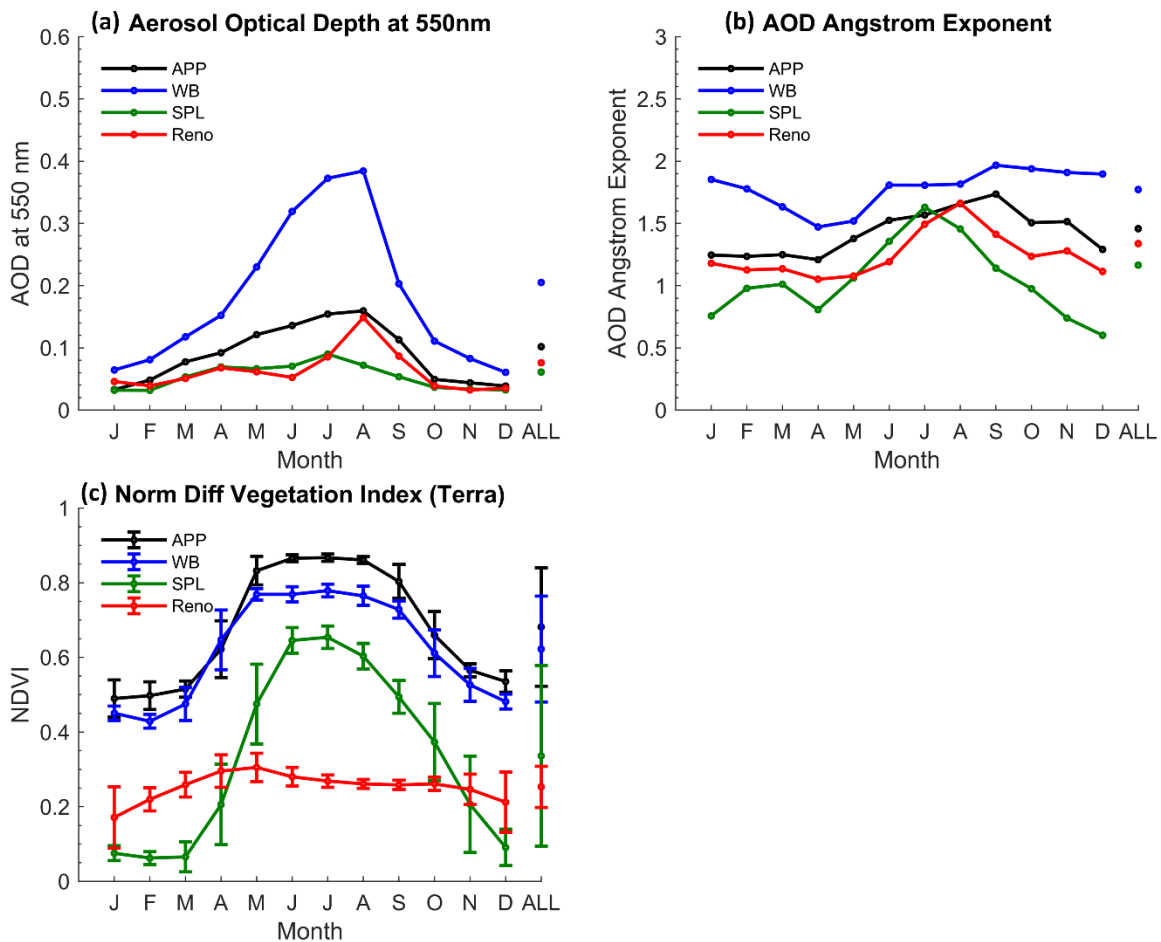 (a) Aerosol Optical Depth at 550nm
0.6
0.5
0.4
0.3
0.2
0.1
0
AOD at 550 nm
APP
WB
SPL
Reno
J F M A M J J A S O N D ALL
Month
(b) AOD Angstrom Exponent
3
2.5
2
1.5
1
0.5
0
AOD Angstrom Exponent
APP
WB
SPL
Reno
J F M A M J J A S O N D ALL
Month
(c) Norm Diff Vegetation Index (Terra)
1
0.8
0.6
0.4
0.2
0
NDVI
APP
WB
SPL
Reno
J F M A M J J A S O N D ALL
Month